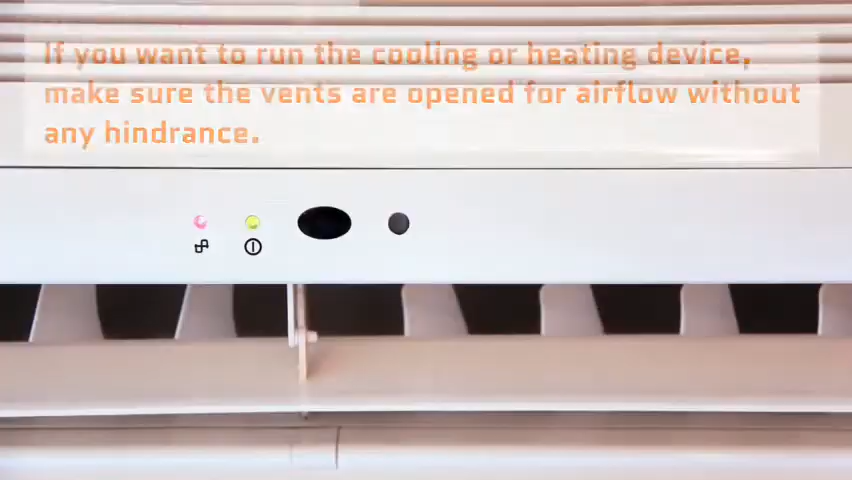 If you want to run the cooling or heating device,
make sure the vents are opened for airflow without
any hindrance.